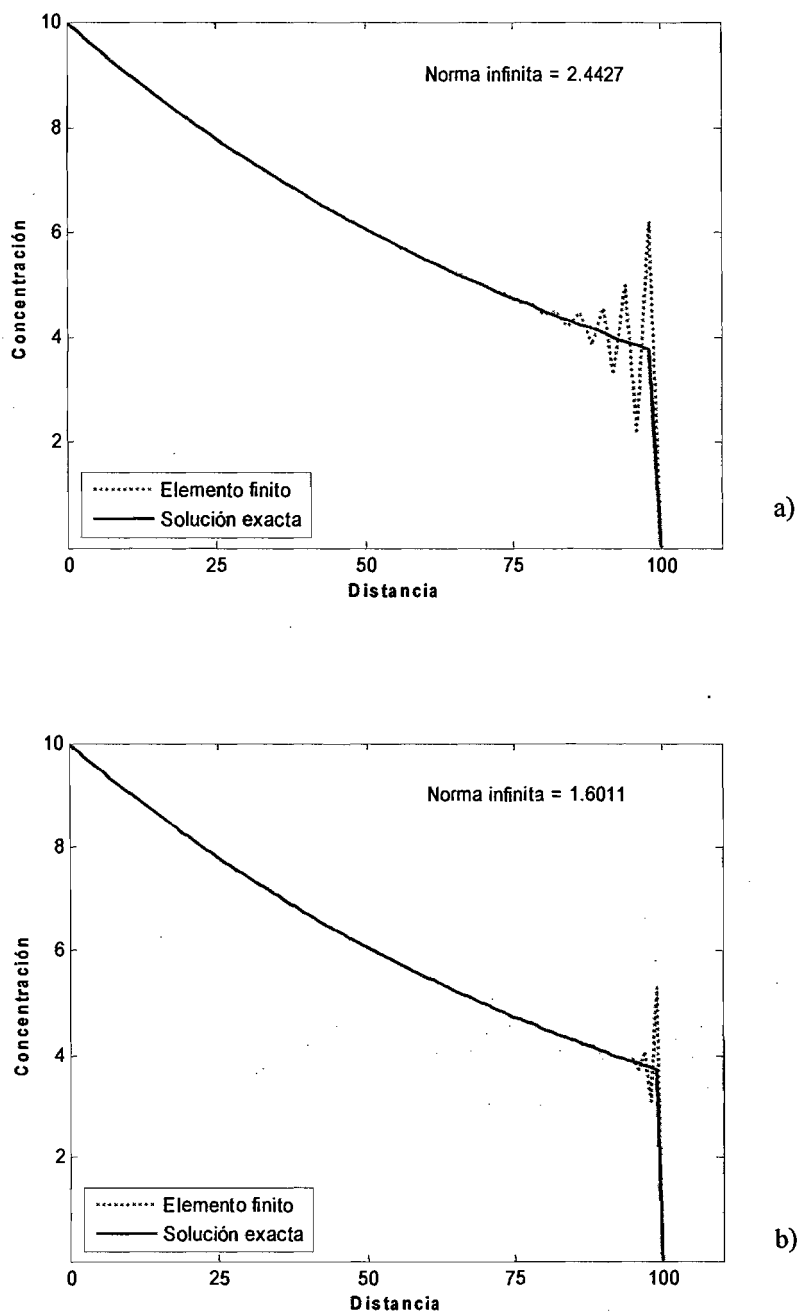 10
8
6
4
2
Concentración
Norma infinita = 2.4427
Elemento finito
Solución exacta
0
25
50
75
100
Distancia
a)
10
8
6
4
2
Concentración
Norma infinita = 1.6011
Elemento finito
Solución exacta
0
25
50
75
100
Distancia
b)